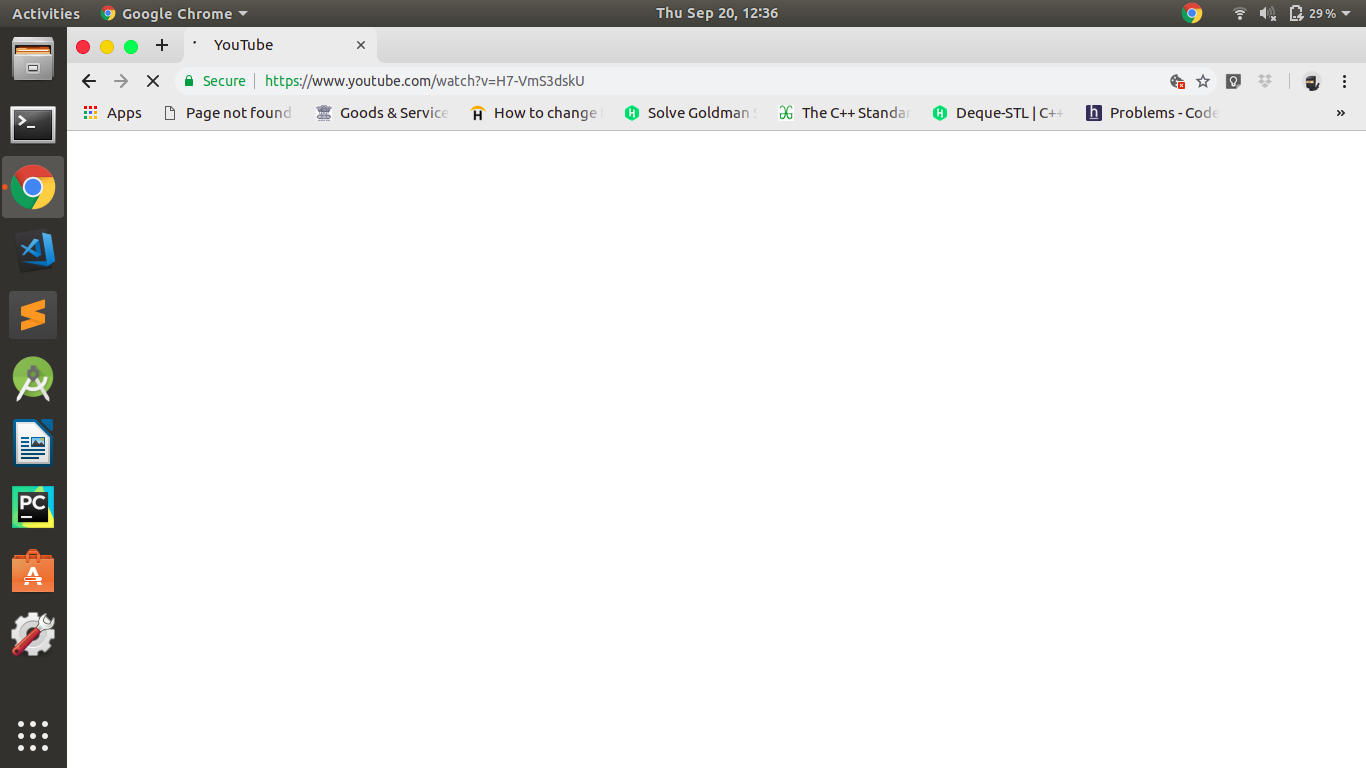 Activities Google Chrome Thu Sep 20, 12:36 29 %
YouTube
Secure https://www.youtube.com/watch?v=H7-VmS3dskU
Apps Page not found Goods & Service How to change Solve Goldman S The C++ Standar Deque-STL | C++ Problems - Code »
PC